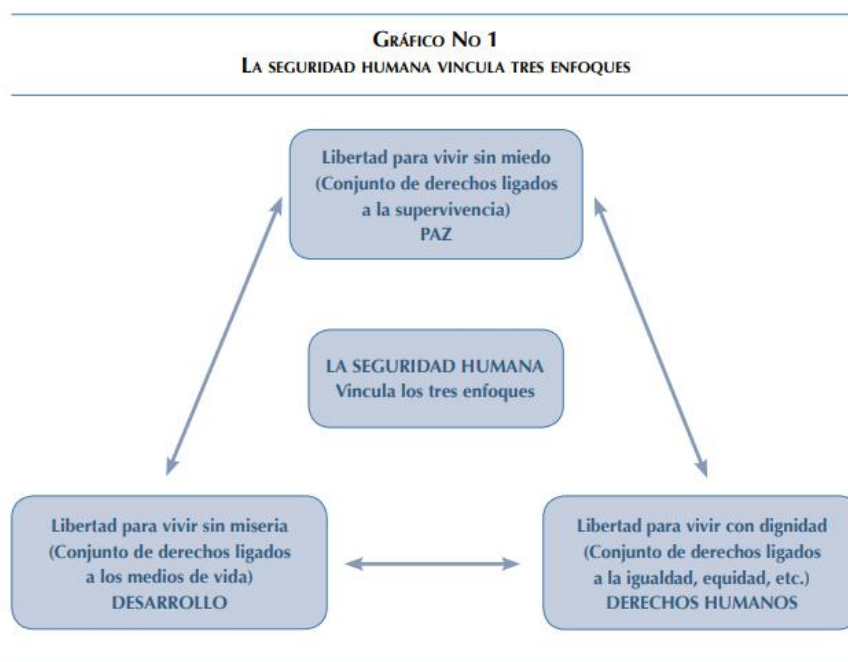 GRÁFICO NO 1
LA SEGURIDAD HUMANA VINCULA TRES ENFOQUES
Libertad para vivir sin miedo
(Conjunto de derechos ligados
a la supervivencia)
PAZ
LA SEGURIDAD HUMANA
Vincula los tres enfoques
Libertad para vivir sin miseria
(Conjunto de derechos ligados
a los medios de vida)
DESARROLLO
Libertad para vivir con dignidad
(Conjunto de derechos ligados
a la igualdad, equidad, etc.)
DERECHOS HUMANOS